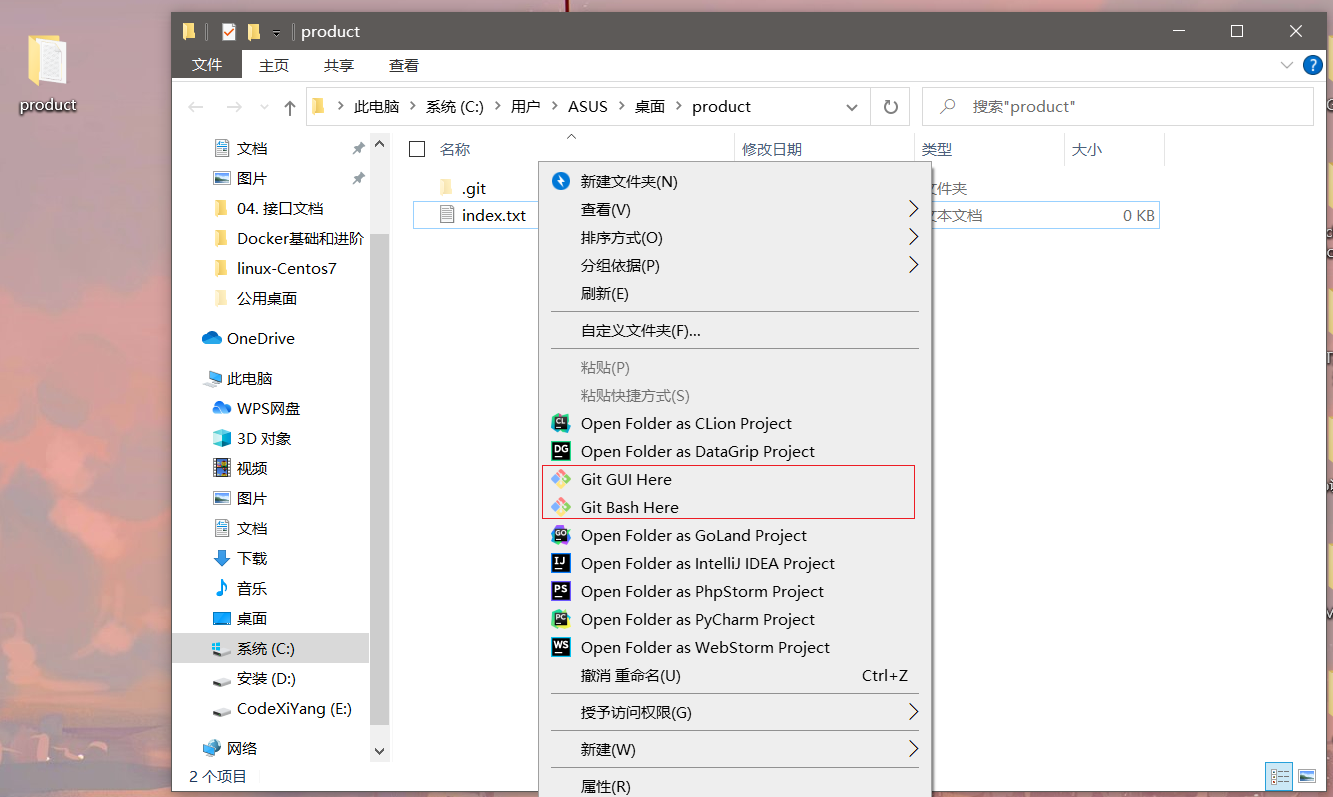 product
product
文件
主页
共享
查看
此电脑
系统 (C:)
用户
ASUS
桌面
product
搜索"product"
文档
图片
04. 接口文档
Docker基础和进阶
linux-Centos7
公用桌面
OneDrive
此电脑
WPS网盘
3D 对象
视频
图片
文档
下载
音乐
桌面
系统 (C:)
安装 (D:)
CodeXiYang (E:)
网络
2 个项目
名称
修改日期
类型
大小
.git
文件夹
index.txt
文本文档
0 KB
新建文件夹(N)
查看(V)
排序方式(O)
分组依据(P)
刷新(E)
自定义文件夹(F)...
粘贴(P)
粘贴快捷方式(S)
CL
Open Folder as CLion Project
DG
Open Folder as DataGrip Project
Git GUI Here
Git Bash Here
GO
Open Folder as GoLand Project
IJ
Open Folder as IntelliJ IDEA Project
PS
Open Folder as PhpStorm Project
PC
Open Folder as PyCharm Project
WS
Open Folder as WebStorm Project
撤消 重命名(U)
Ctrl+Z
授予访问权限(G)
新建(W)
属性(R)